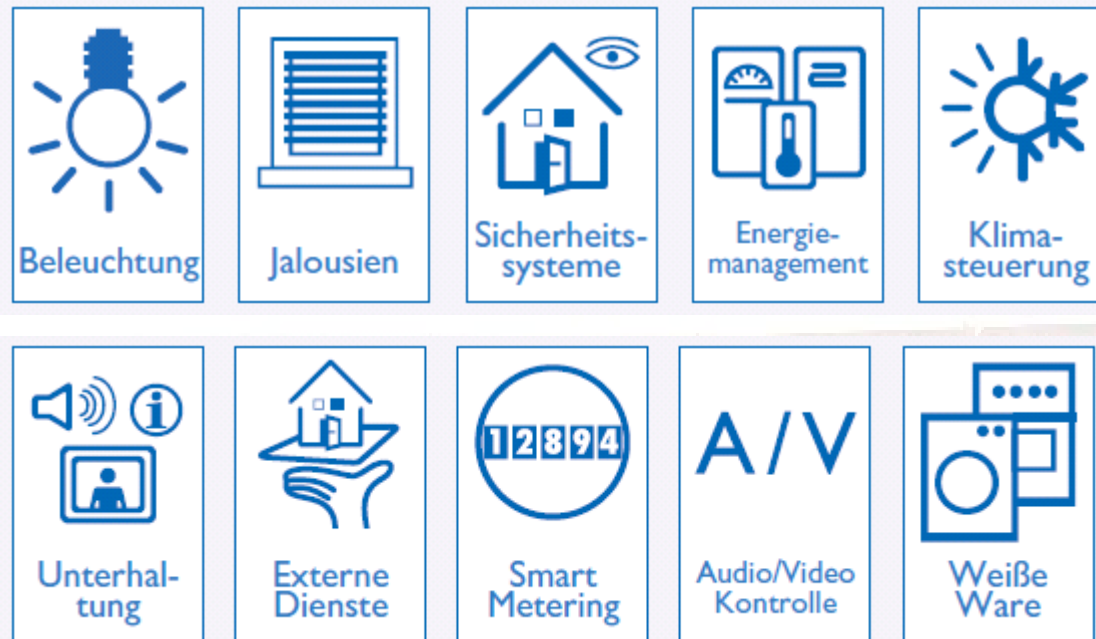 Beleuchtung
Jalousien
Sicherheits-
systeme
Energie-
management
Klima-
steuerung
Unterhal-
tung
Externe
Dienste
12894
Smart
Metering
A/V
Audio/Video
Kontrolle
Weiße
Ware